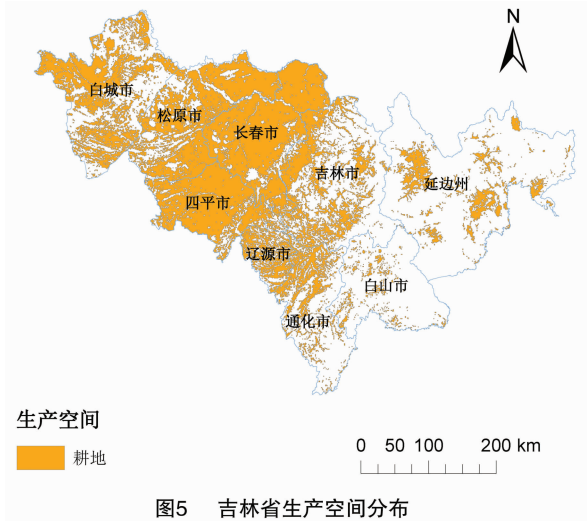 N
白城市
松原市
长春市
吉林市
延边州
四平市
辽源市
白山市
通化市
生产空间
耕地
0 50 100 200 km
图5 吉林省生产空间分布